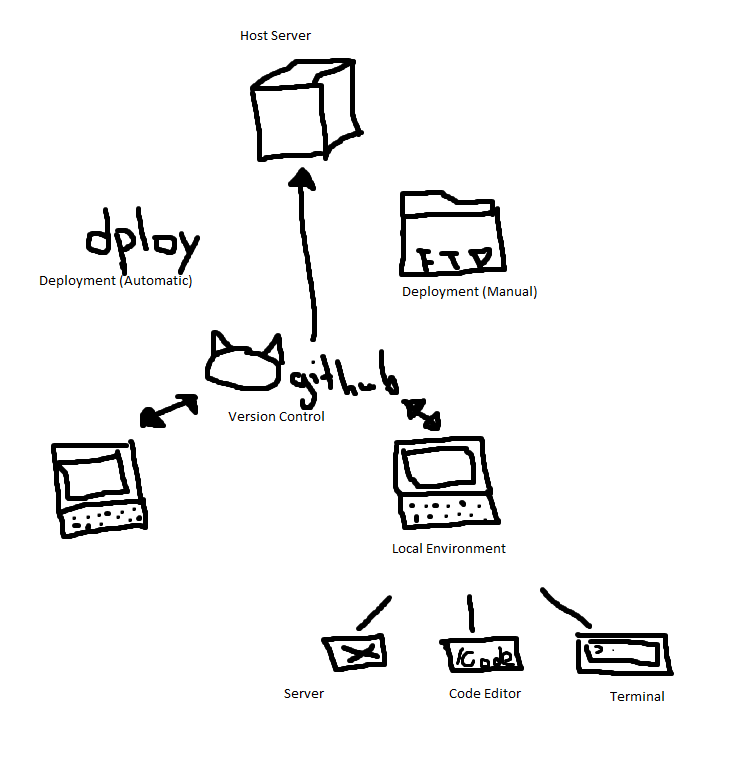 Host Server
dploy
Deployment (Automatic)
FTP
Deployment (Manual)
github
Version Control
Local Environment
Code
Server
Code Editor
Terminal